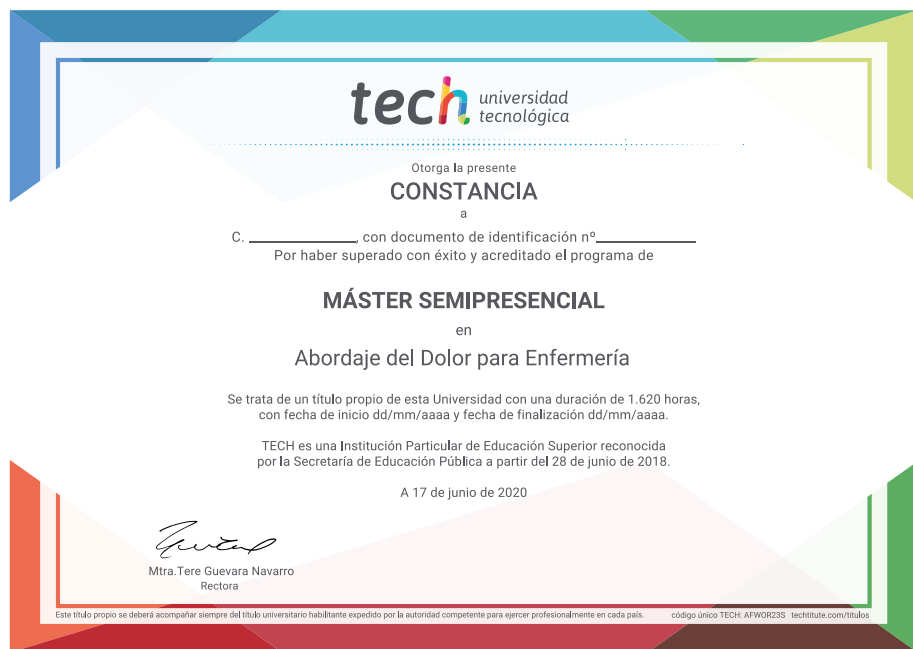 tech universidad
tecnológica
Otorga la presente
CONSTANCIA
a
C. ____________, con documento de identificación nº____________
Por haber superado con éxito y acreditado el programa de
MÁSTER SEMIPRESENCIAL
en
Abordaje del Dolor para Enfermería
Se trata de un título propio de esta Universidad con una duración de 1.620 horas,
con fecha de inicio dd/mm/aaaa y fecha de finalización dd/mm/aaaa.
TECH es una Institución Particular de Educación Superior reconocida
por la Secretaría de Educación Pública a partir del 28 de junio de 2018.
A 17 de junio de 2020
Mtra.Tere Guevara Navarro
Rectora
Este título propio se deberá acompañar siempre del título universitario habilitante expedido por la autoridad competente para ejercer profesionalmente en cada país. código único TECH: AFWOR23S techtitute.com/titulos